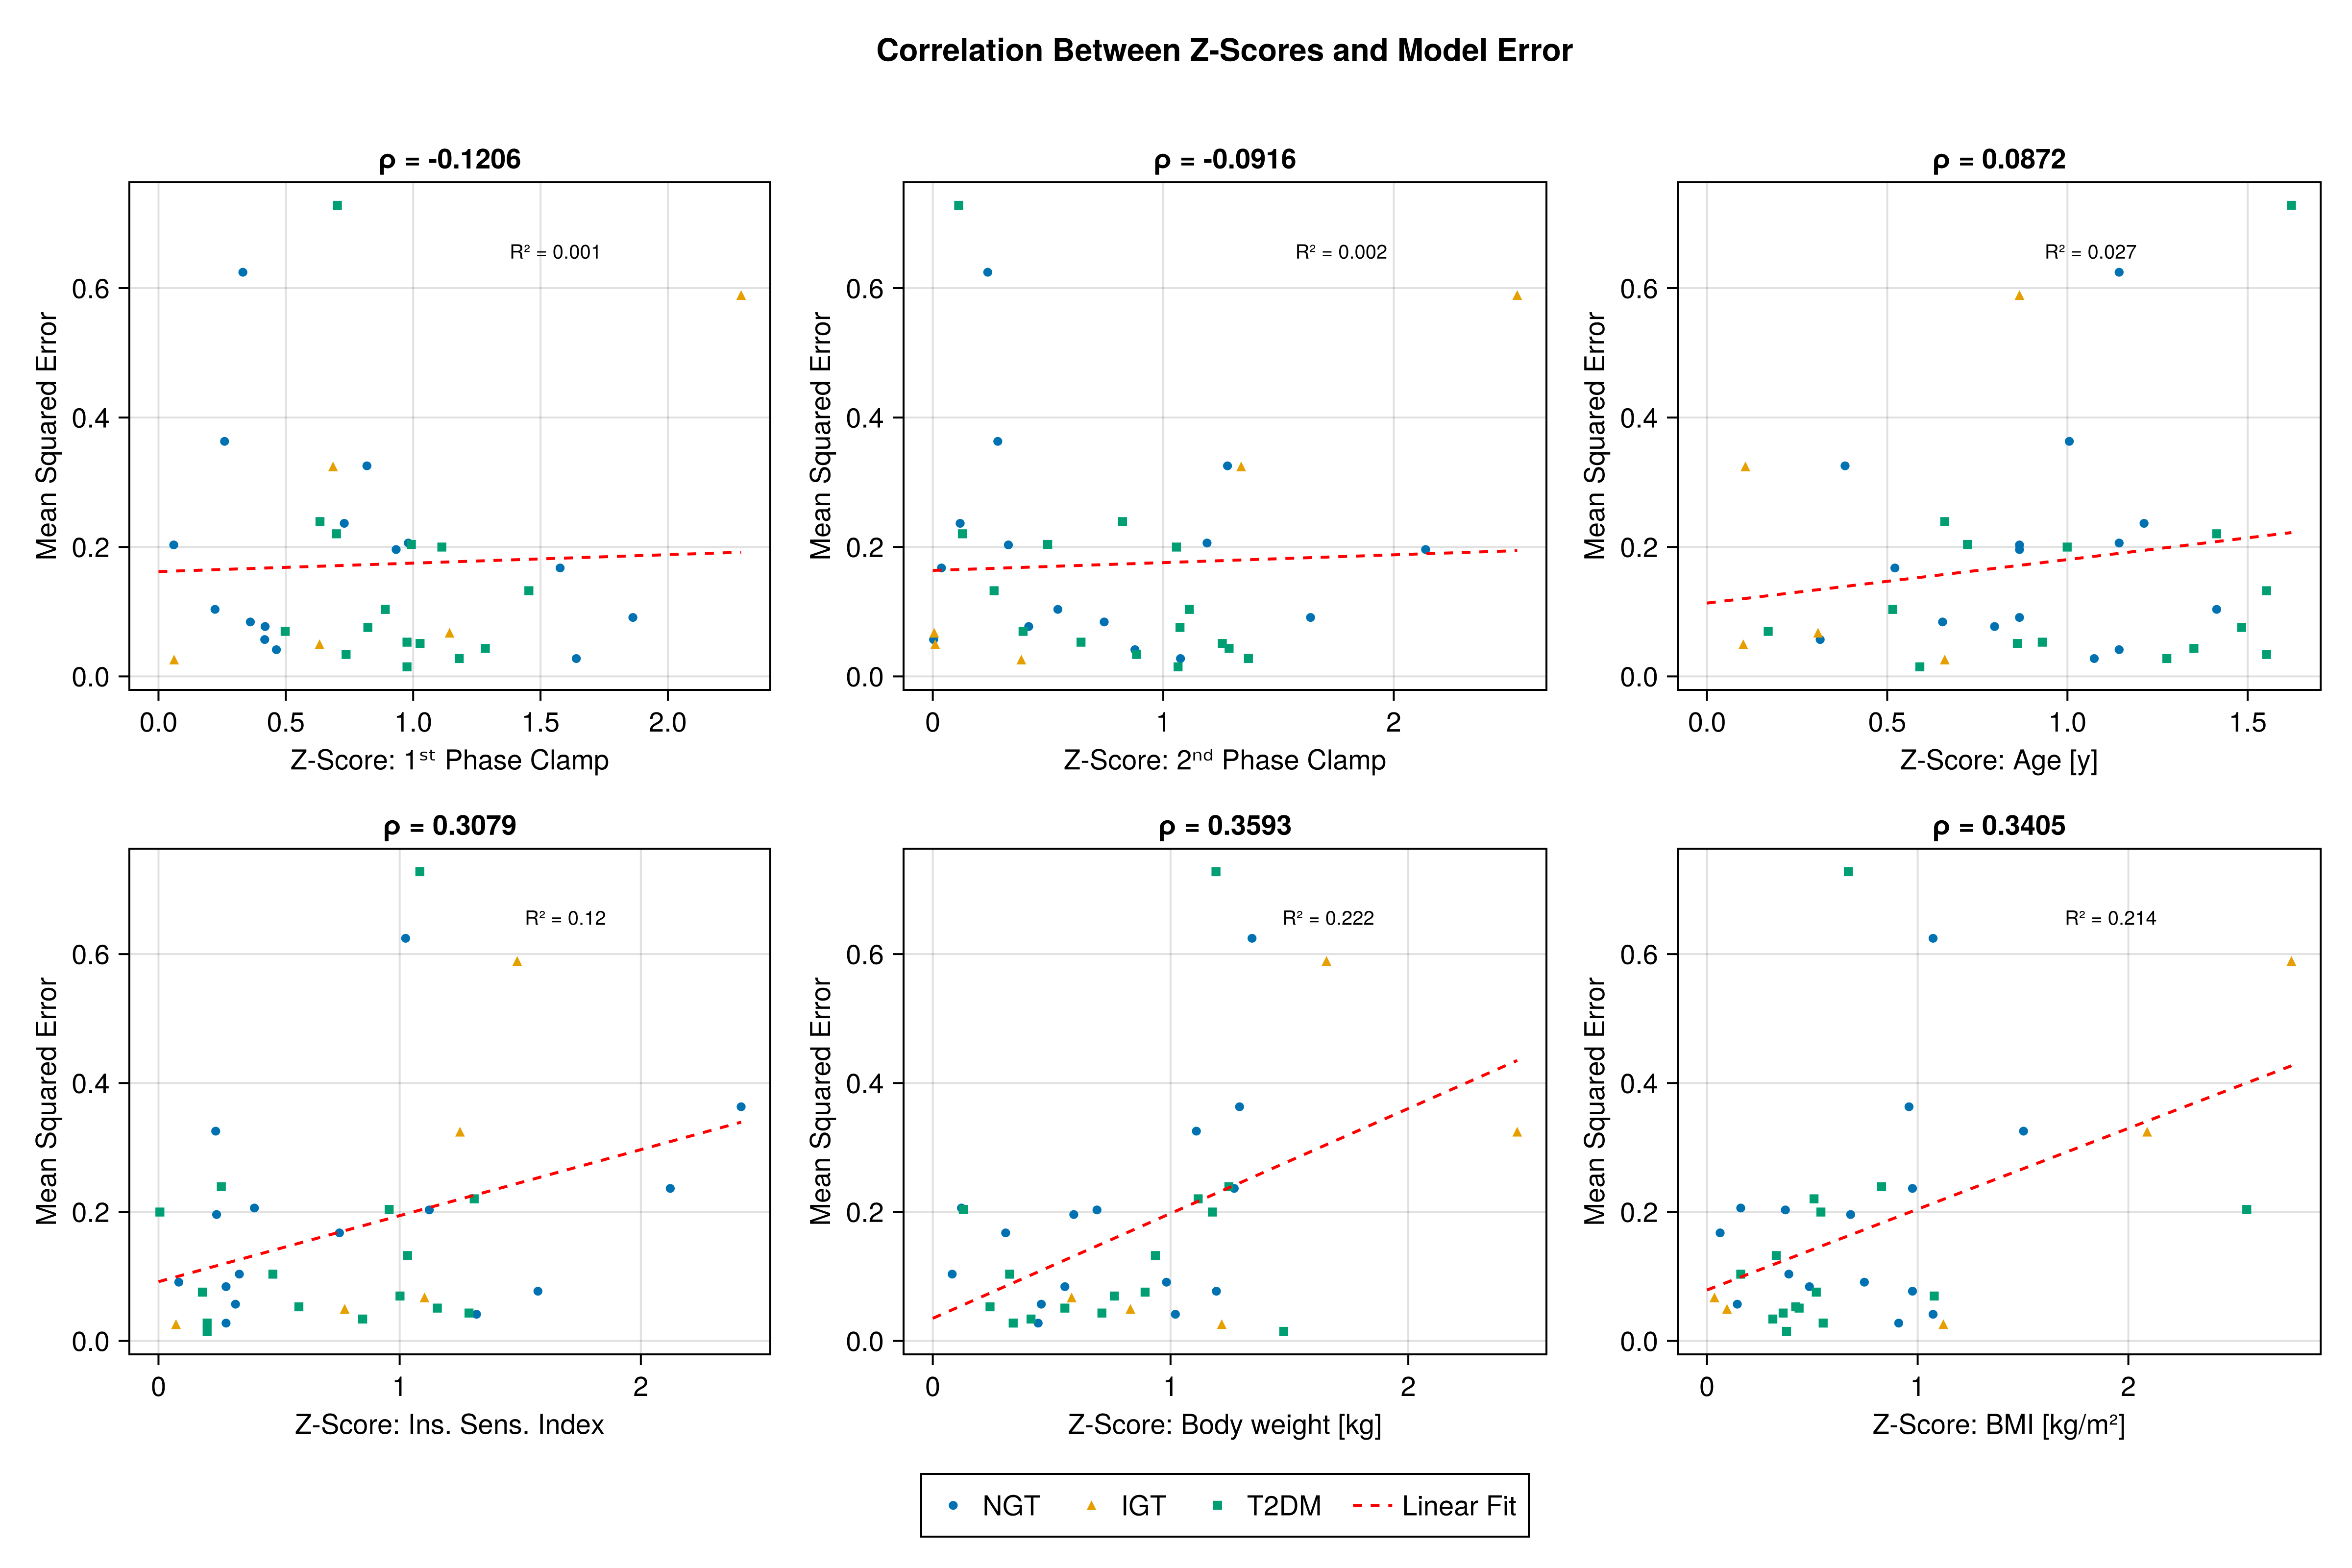 Correlation Between Z-Scores and Model Error
ρ = -0.1206
R² = 0.001
Mean Squared Error
0.6
0.4
0.2
0.0
0.0 0.5 1.0 1.5 2.0
Z-Score: 1ˢᵗ Phase Clamp
ρ = -0.0916
R² = 0.002
Mean Squared Error
0.6
0.4
0.2
0.0
0 1 2
Z-Score: 2ⁿᵈ Phase Clamp
ρ = 0.0872
R² = 0.027
Mean Squared Error
0.6
0.4
0.2
0.0
0.0 0.5 1.0 1.5
Z-Score: Age [y]
ρ = 0.3079
R² = 0.12
Mean Squared Error
0.6
0.4
0.2
0.0
0 1 2
Z-Score: Ins. Sens. Index
ρ = 0.3593
R² = 0.222
Mean Squared Error
0.6
0.4
0.2
0.0
0 1 2
Z-Score: Body weight [kg]
ρ = 0.3405
R² = 0.214
Mean Squared Error
0.6
0.4
0.2
0.0
0 1 2
Z-Score: BMI [kg/m²]
NGT IGT T2DM Linear Fit